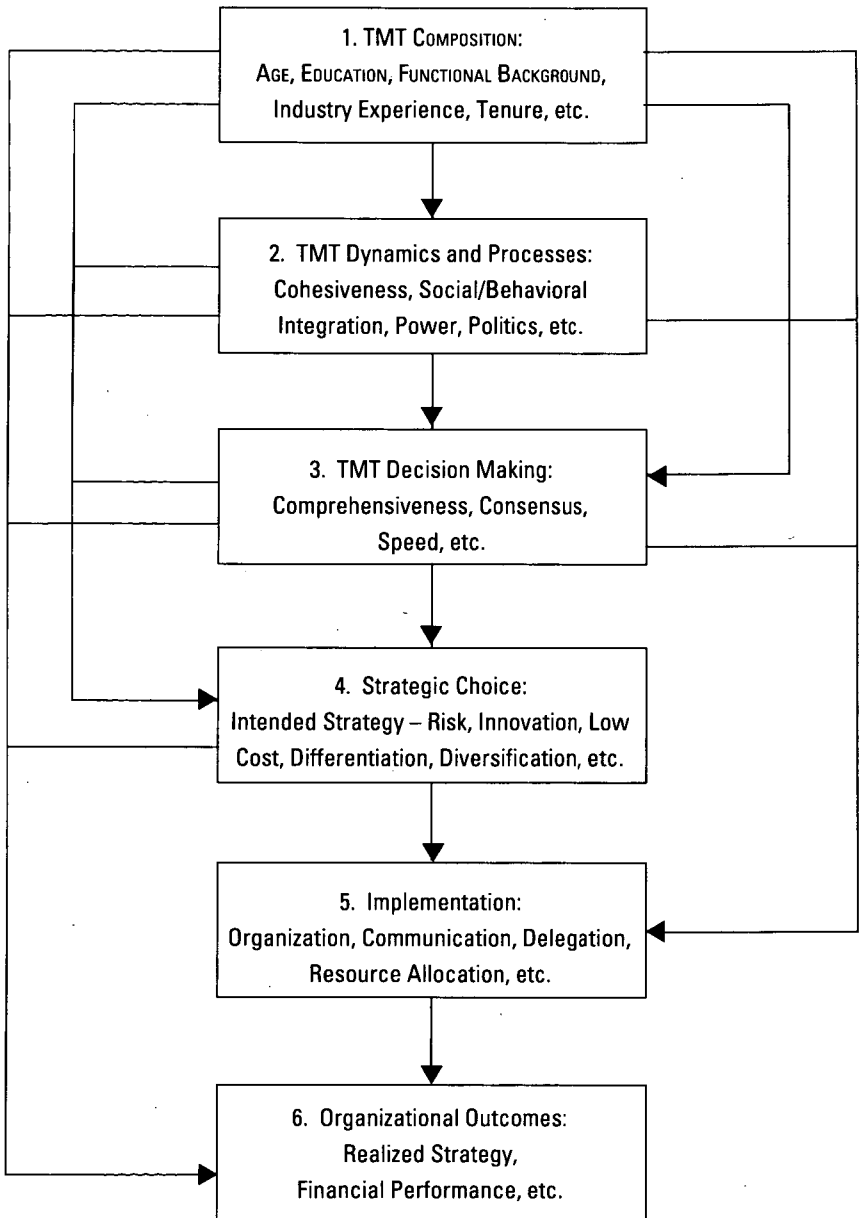 1. TMT COMPOSITION:
AGE, EDUCATION, FUNCTIONAL BACKGROUND,
Industry Experience, Tenure, etc.
2. TMT Dynamics and Processes:
Cohesiveness, Social/Behavioral
Integration, Power, Politics, etc.
3. TMT Decision Making:
Comprehensiveness, Consensus,
Speed, etc.
4. Strategic Choice:
Intended Strategy – Risk, Innovation, Low
Cost, Differentiation, Diversification, etc.
5. Implementation:
Organization, Communication, Delegation,
Resource Allocation, etc.
6. Organizational Outcomes:
Realized Strategy,
Financial Performance, etc.